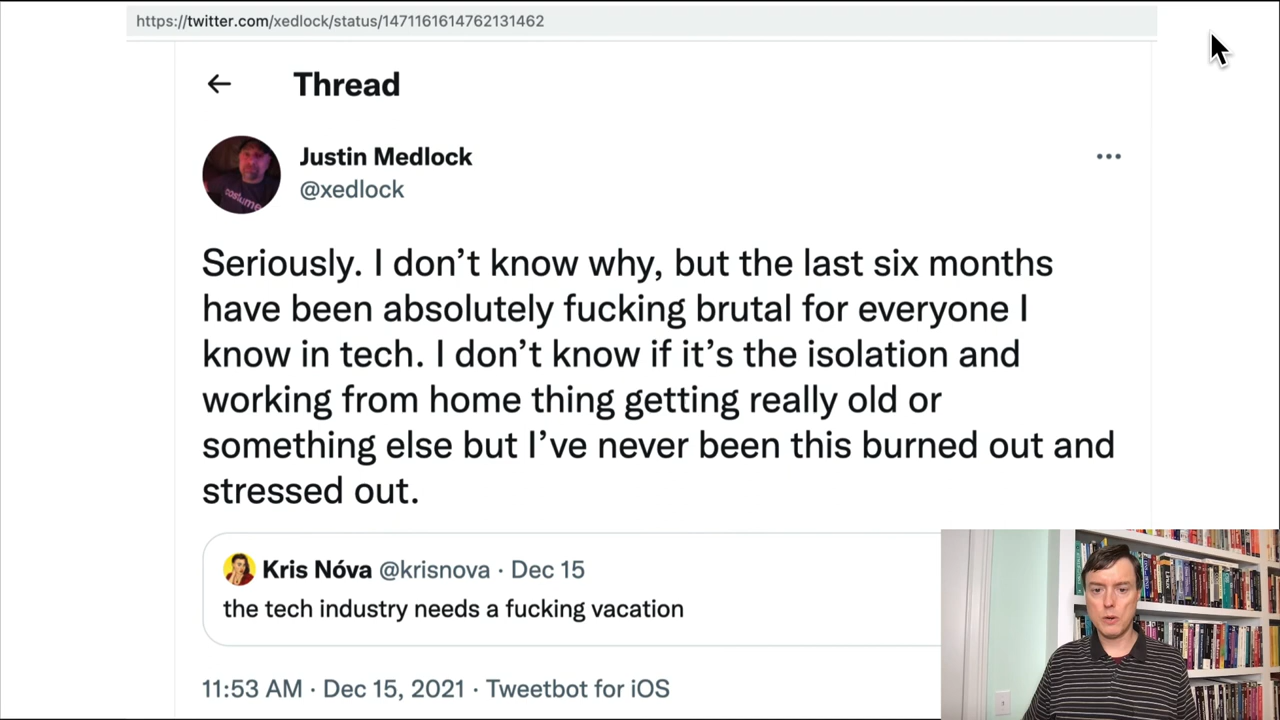 https://twitter.com/xedlock/status/1471161614762131462
Thread
Justin Medlock
@xedlock
Seriously. I don’t know why, but the last six months
have been absolutely fucking brutal for everyone I
know in tech. I don’t know if it’s the isolation and
working from home thing getting really old or
something else but I’ve never been this burned out and
stressed out.
Kris Nóva @krisnova · Dec 15
the tech industry needs a fucking vacation
11:53 AM · Dec 15, 2021 · Tweetbot for iOS